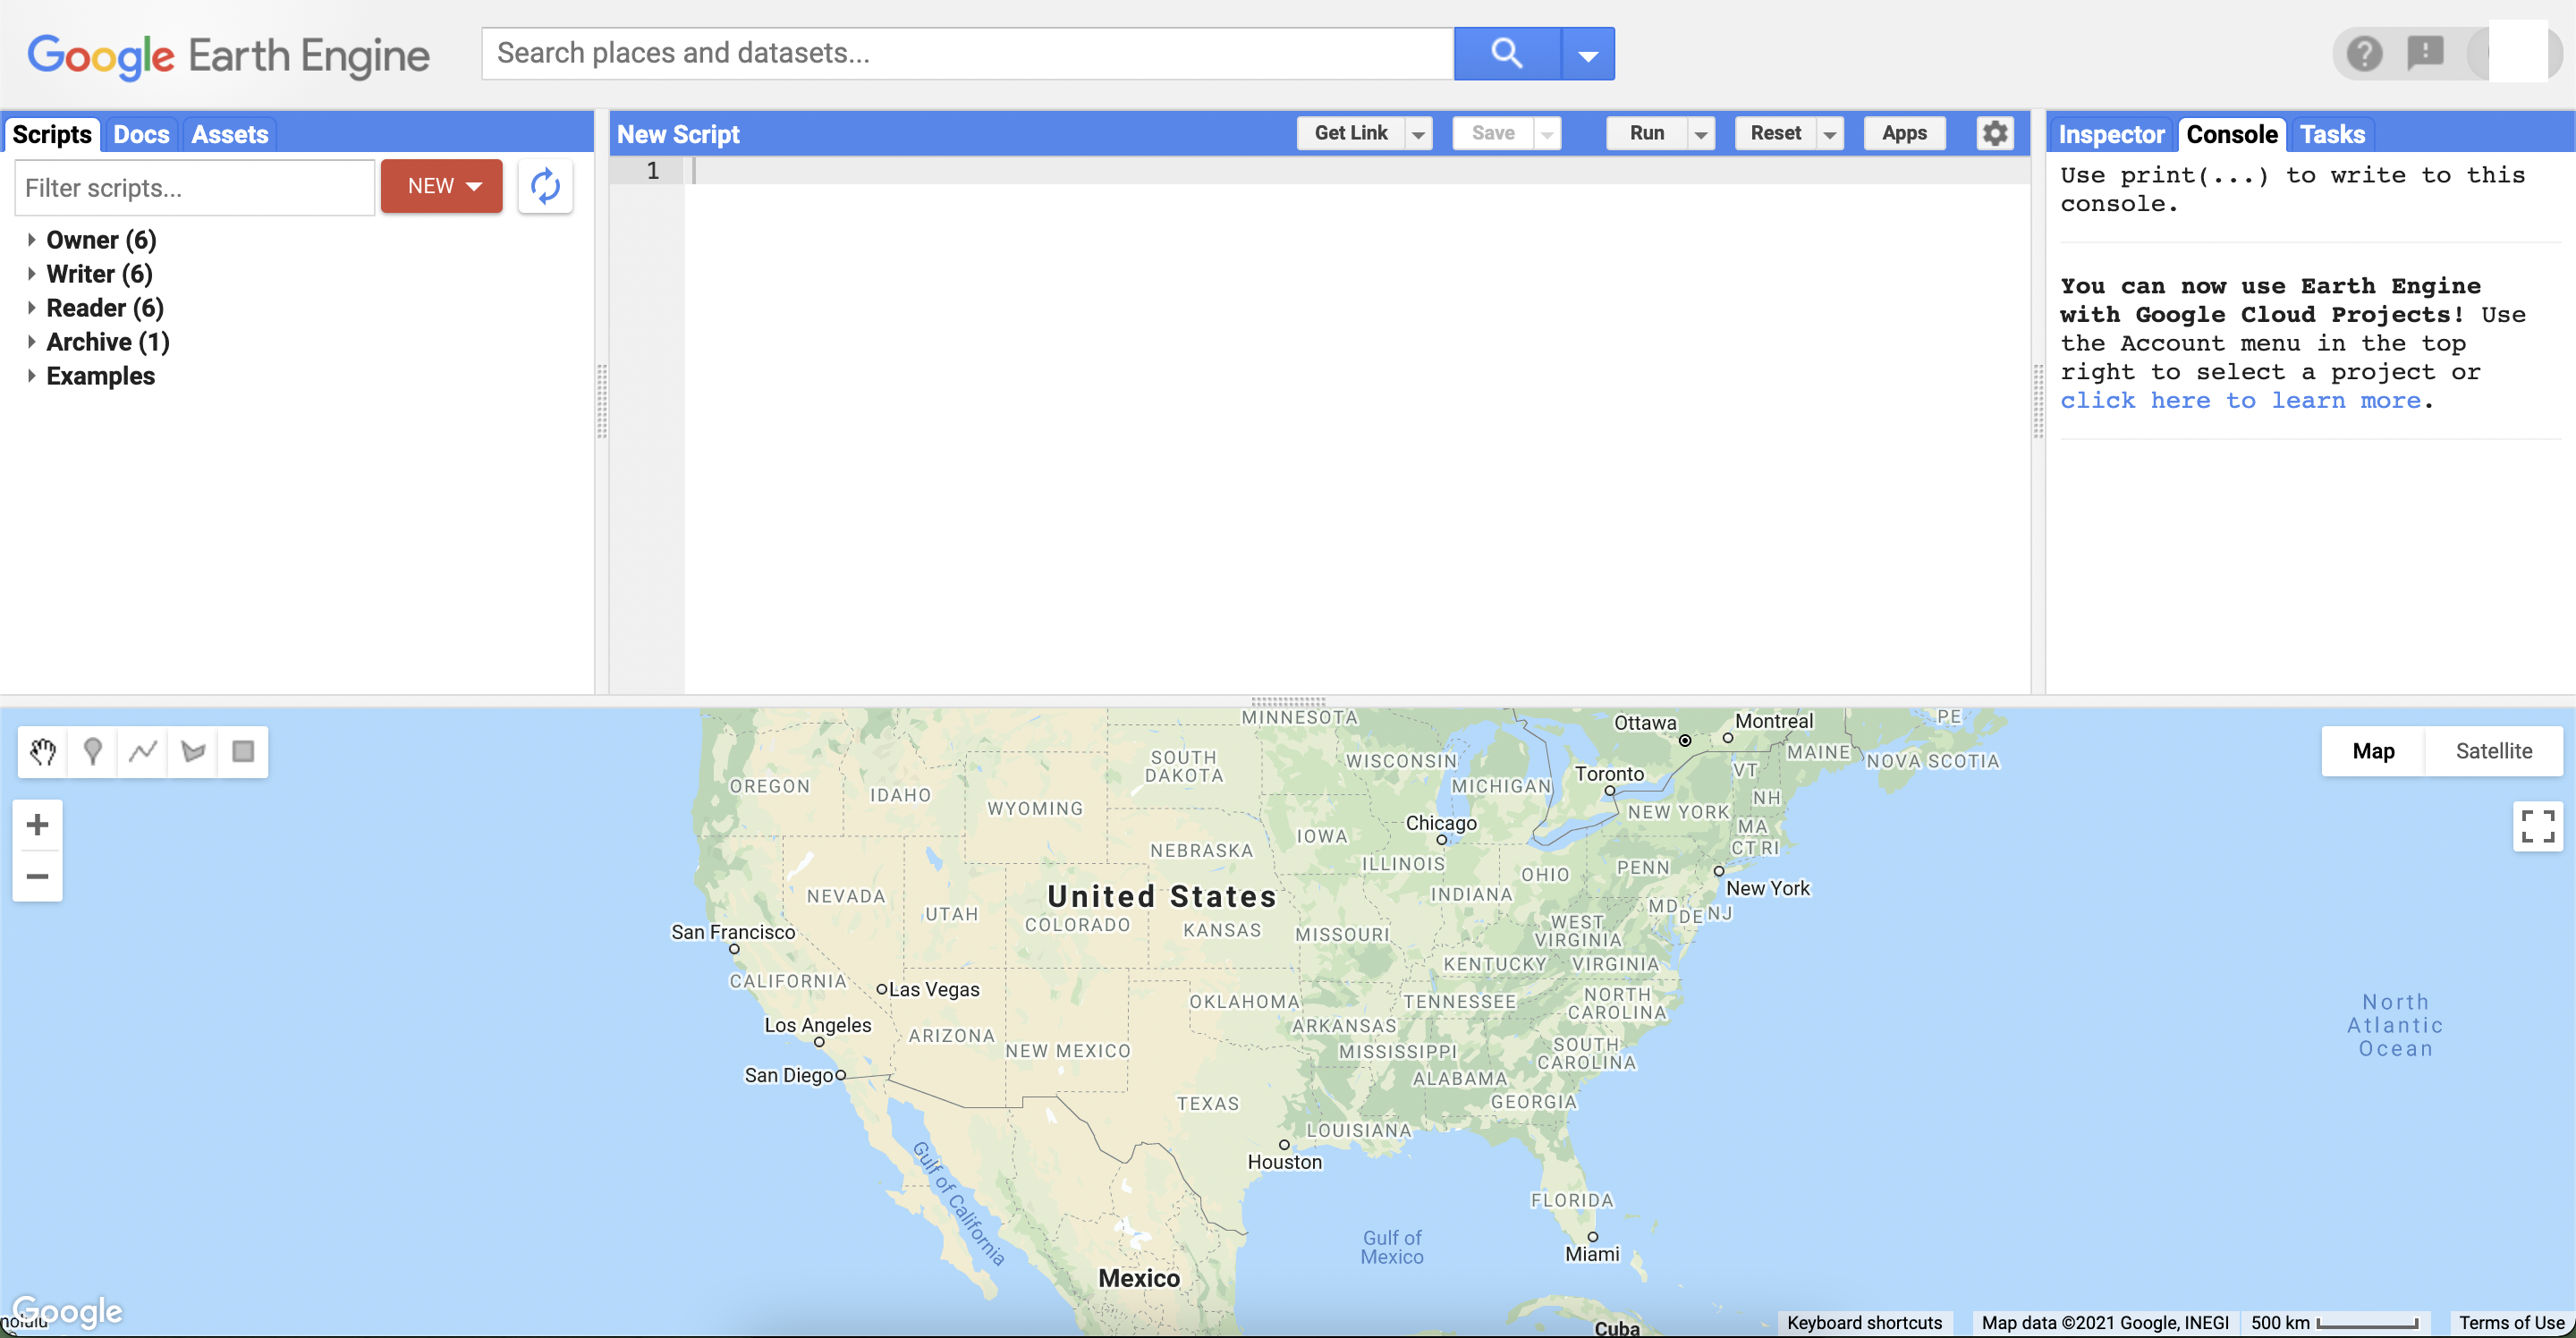 Google Earth Engine
Search places and datasets...
Scripts Docs Assets
Filter scripts...
NEW
Owner (6)
Writer (6)
Reader (6)
Archive (1)
Examples
New Script
Get Link Save Run Reset Apps
1
Inspector Console Tasks
Use print(...) to write to this
console.
You can now use Earth Engine
with Google Cloud Projects! Use
the Account menu in the top
right to select a project or
click here to learn more.
Map Satellite
MINNESOTA
Ottawa
Montreal
PE
MAINE
NOVA SCOTIA
SOUTH
DAKOTA
WISCONSIN
VT
OREGON
IDAHO
WYOMING
MICHIGAN
Toronto
NH
NEW YORK
MA
CT RI
Chicago
IOWA
NEBRASKA
ILLINOIS
INDIANA
OHIO
PENN
New York
MD
DE NJ
United States
NEVADA
UTAH
COLORADO
KANSAS
MISSOURI
WEST
VIRGINIA
San Francisco
KENTUCKY
VIRGINIA
CALIFORNIA
Las Vegas
OKLAHOMA
TENNESSEE
NORTH
CAROLINA
Los Angeles
ARIZONA
NEW MEXICO
ARKANSAS
MISSISSIPPI
SOUTH
CAROLINA
San Diego
ALABAMA
GEORGIA
TEXAS
LOUISIANA
Houston
Gulf of California
FLORIDA
Gulf of
Mexico
Miami
Mexico
Cuba
North
Atlantic
Ocean
Google
nolulu
Keyboard shortcuts
Map data ©2021 Google, INEGI
500 km
Terms of Use